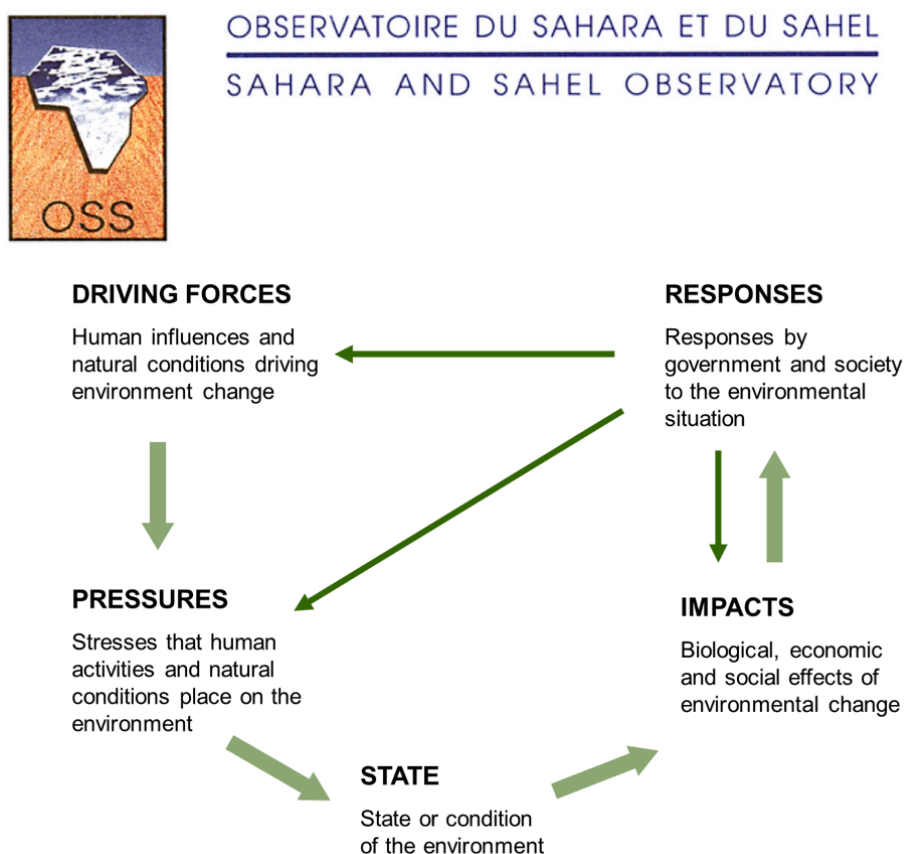 OBSERVATOIRE DU SAHARA ET DU SAHEL
SAHARA AND SAHEL OBSERVATORY
OSS
DRIVING FORCES
Human influences and
natural conditions driving
environment change
RESPONSES
Responses by
government and society
to the environmental
situation
PRESSURES
Stresses that human
activities and natural
conditions place on the
environment
IMPACTS
Biological, economic
and social effects of
environmental change
STATE
State or condition
of the environment